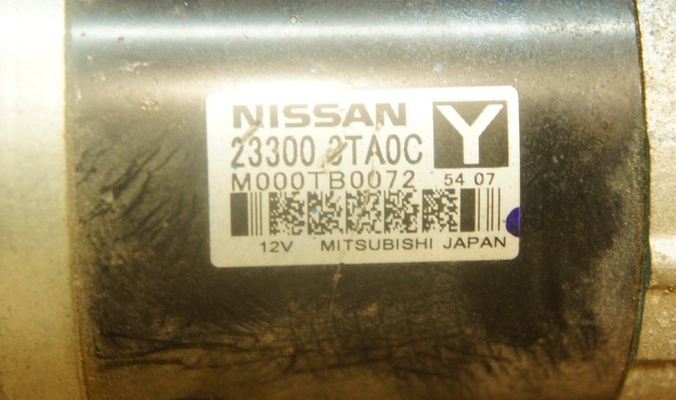 NISSAN Y
23300 3TA0C
M000TB0072 54 07
12V MITSUBISHI JAPAN